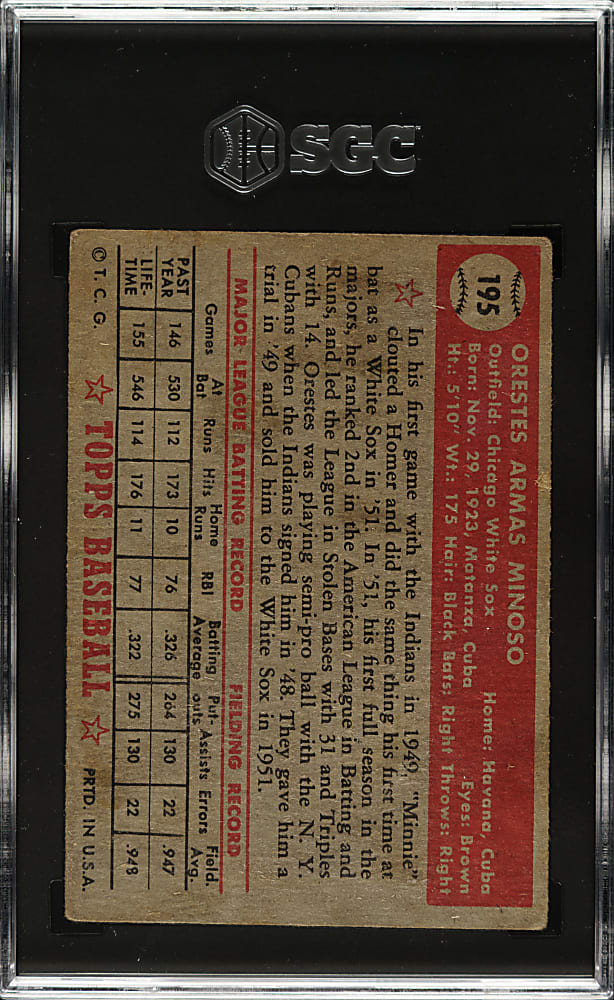 SGC
195
ORESTES ARMAS MINOSO
Outfield: Chicago White Sox Home: Havana, Cuba
Born: Nov. 29, 1923, Matanza, Cuba Eyes: Brown
Ht.: 5'10" Wt.: 175 Hair: Black Bats: Right Throws: Right
In his first game with the Indians in 1949, "Minnie"
clouted a Homer and did the same thing his first time at
bat as a White Sox in '51. In '51, his first full season in the
majors, he ranked 2nd in the American League in Batting and
Runs, and led the League in Stolen Bases with 31 and Triples
with 14. Orestes was playing semi-pro ball with the N. Y.
Cubans when the Indians signed him in '48. They gave him a
trial in '49 and sold him to the White Sox in 1951.
MAJOR LEAGUE BATTING RECORD FIELDING RECORD
Games At Bat Runs Hits Home Runs RBI Batting Average Put-outs Assists Errors Field. Avg.
PAST YEAR 146 530 112 173 10 76 .326 264 130 22 .947
LIFE-TIME 155 546 114 176 11 77 .322 275 130 22 .948
© T. C. G. TOPPS BASEBALL PRTD. IN U.S.A.